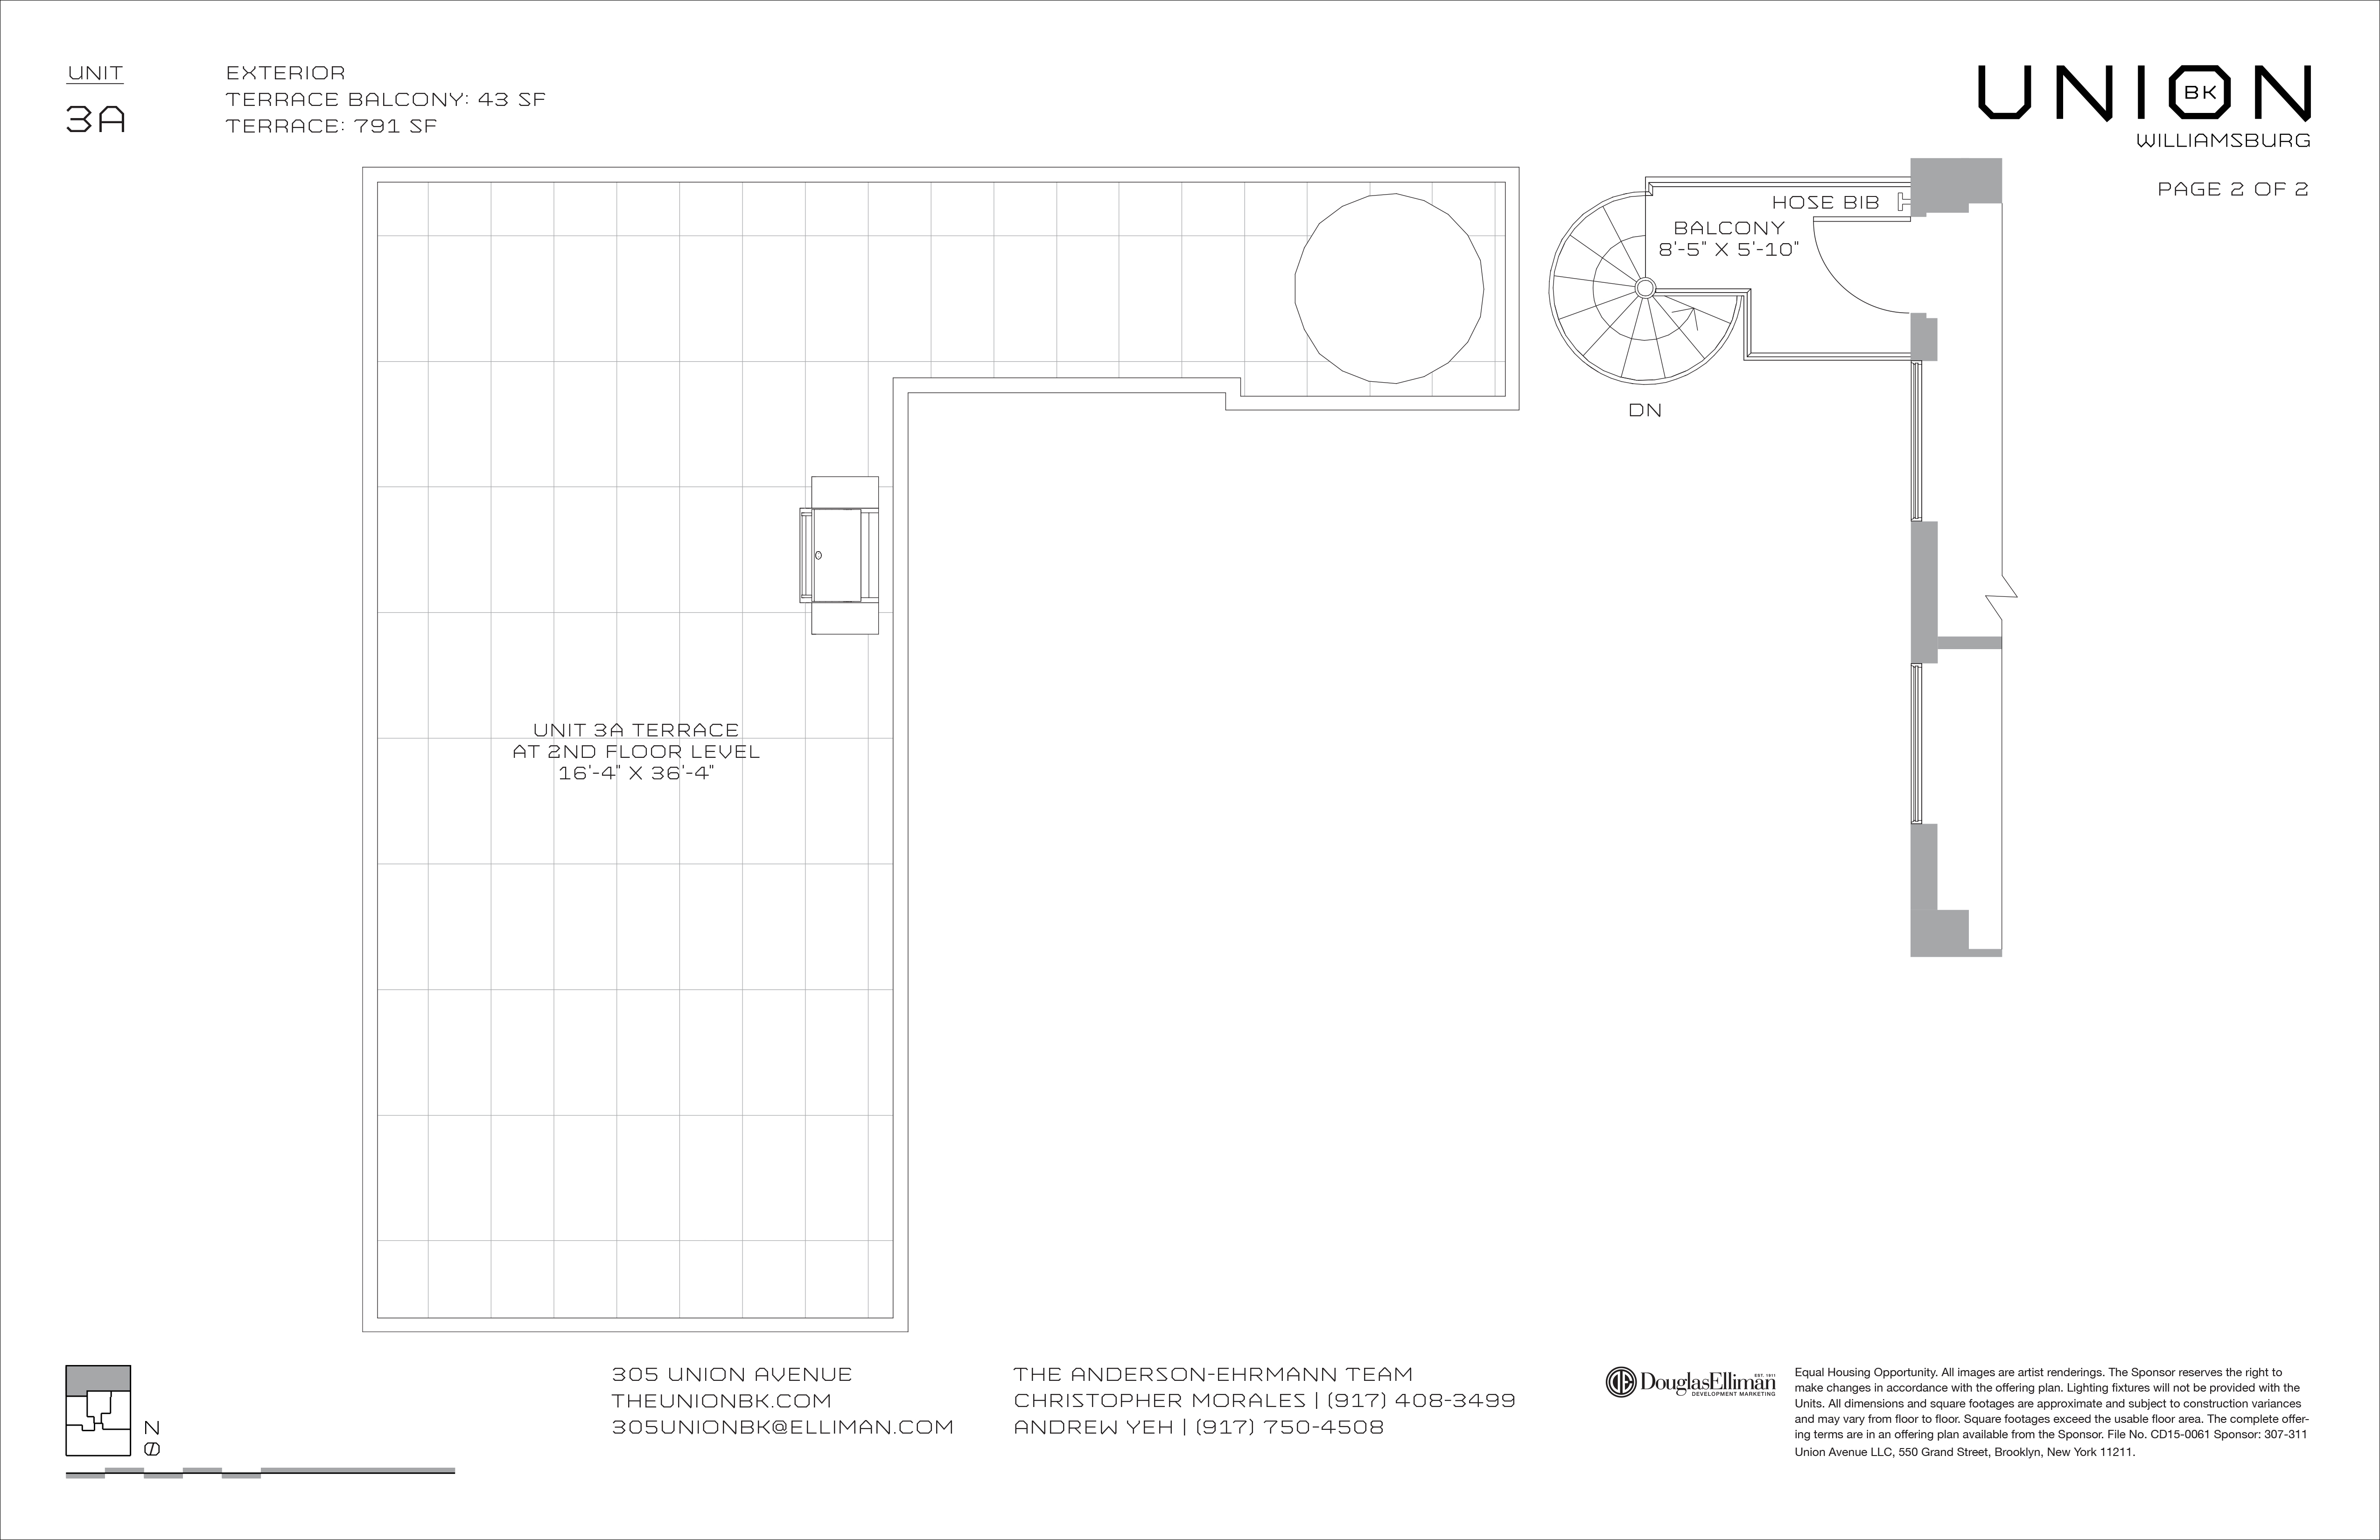 UNIT
3A
EXTERIOR
TERRACE BALCONY: 43 SF
TERRACE: 791 SF
UNION
BK
WILLIAMSBURG
PAGE 2 OF 2
HOSE BIB
BALCONY
8'-5" X 5'-10"
DN
UNIT 3A TERRACE
AT 2ND FLOOR LEVEL
16'-4" X 36'-4"
N
305 UNION AVENUE
THEUNIONBK.COM
305UNIONBK@ELLIMAN.COM
THE ANDERSON-EHRMANN TEAM
CHRISTOPHER MORALES | (917) 408-3499
ANDREW YEH | (917) 750-4508
DE
EST. 1911
DouglasElliman
DEVELOPMENT MARKETING
Equal Housing Opportunity. All images are artist renderings. The Sponsor reserves the right to
make changes in accordance with the offering plan. Lighting fixtures will not be provided with the
Units. All dimensions and square footages are approximate and subject to construction variances
and may vary from floor to floor. Square footages exceed the usable floor area. The complete offer-
ing terms are in an offering plan available from the Sponsor. File No. CD15-0061 Sponsor: 307-311
Union Avenue LLC, 550 Grand Street, Brooklyn, New York 11211.